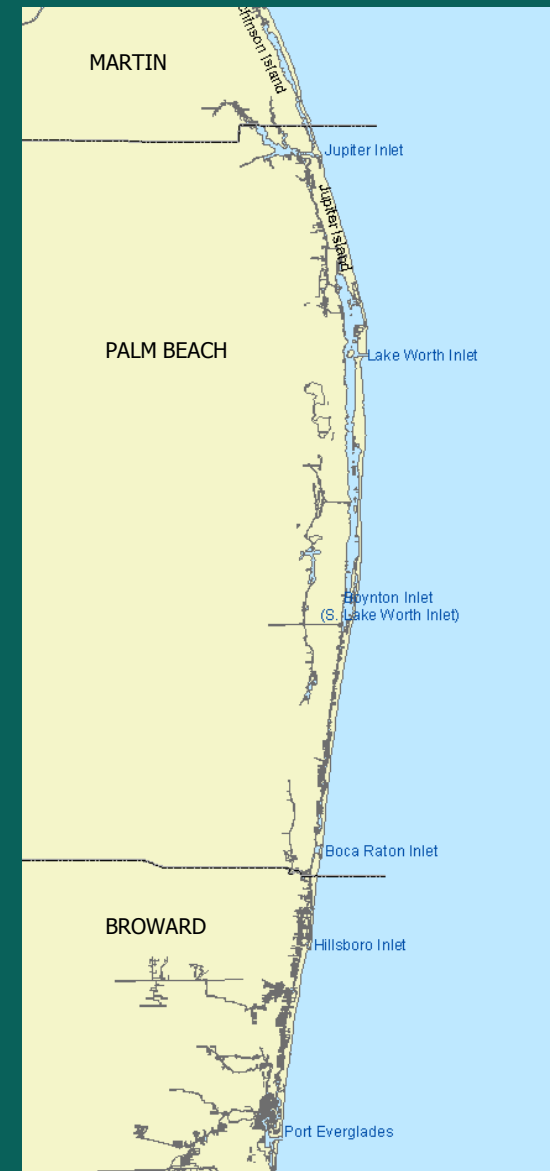 chinson Island
MARTIN
Jupiter Inlet
Jupiter Island
PALM BEACH
Lake Worth Inlet
Boynton Inlet
(S. Lake Worth Inlet)
Boca Raton Inlet
BROWARD
Hillsboro Inlet
Port Everglades